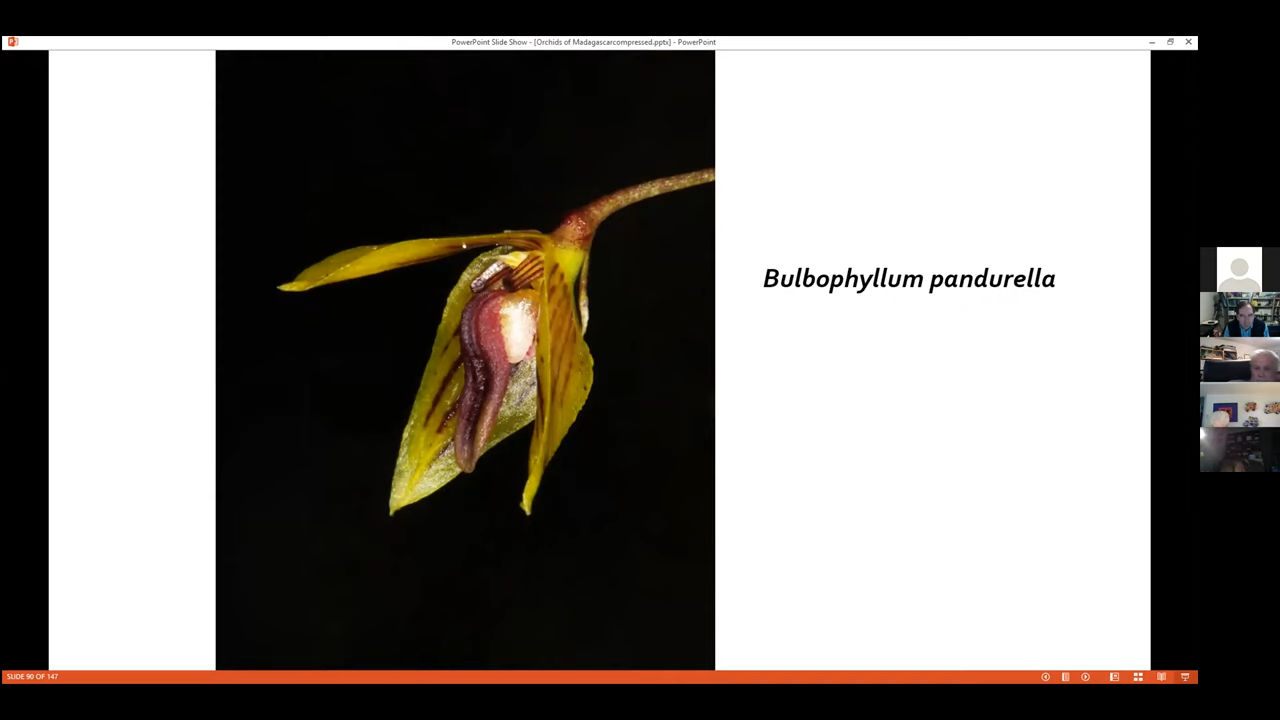 PowerPoint Slide Show - [Orchids of Madagascarcompressed.pptx] - PowerPoint
Bulbophyllum pandurella
SLIDE 90 OF 147